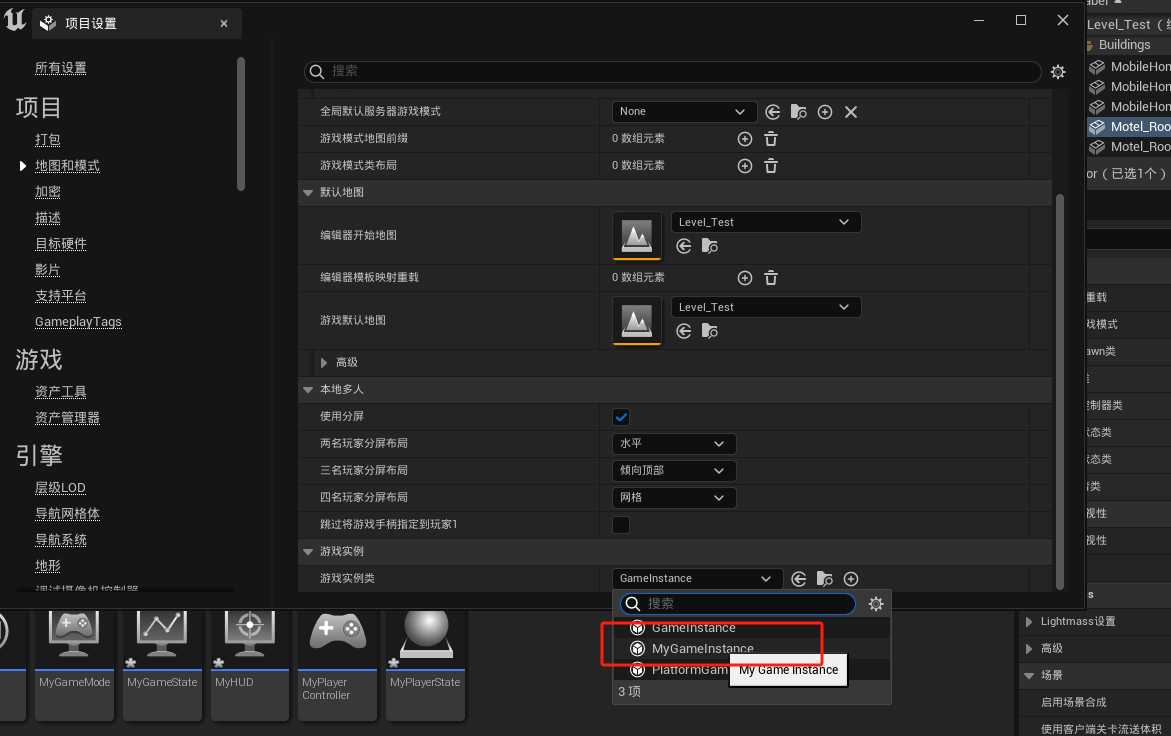 项目设置
所有设置
项目
打包
地图和模式
加密
描述
目标硬件
影片
支持平台
GameplayTags
游戏
资产工具
资产管理器
引擎
层级LOD
导航网格体
导航系统
地形
搜索
全局默认服务器游戏模式 None
游戏模式地图前缀 0 数组元素
游戏模式类布局 0 数组元素
默认地图
编辑器开始地图 Level_Test
编辑器模板映射重载 0 数组元素
游戏默认地图 Level_Test
高级
本地多人
使用分屏
两名玩家分屏布局 水平
三名玩家分屏布局 倾向顶部
四名玩家分屏布局 网格
跳过将游戏手柄指定到玩家1
游戏实例
游戏实例类 GameInstance
搜索
GameInstance
MyGameInstance
PlatformGam
My Game Instance
3 项
MyGameMode
MyGameState
MyHUD
MyPlayer
Controller
MyPlayerState
Level_Test
Buildings
MobileHon
MobileHon
MobileHon
Motel_Roo
Motel_Roo
or（已选1个）
重载
戏模式
awn类
控制器类
状态类
状态类
者类
视性
视性
Lightmass设置
高级
场景
启用场景合成
使用客户端关卡流送体积